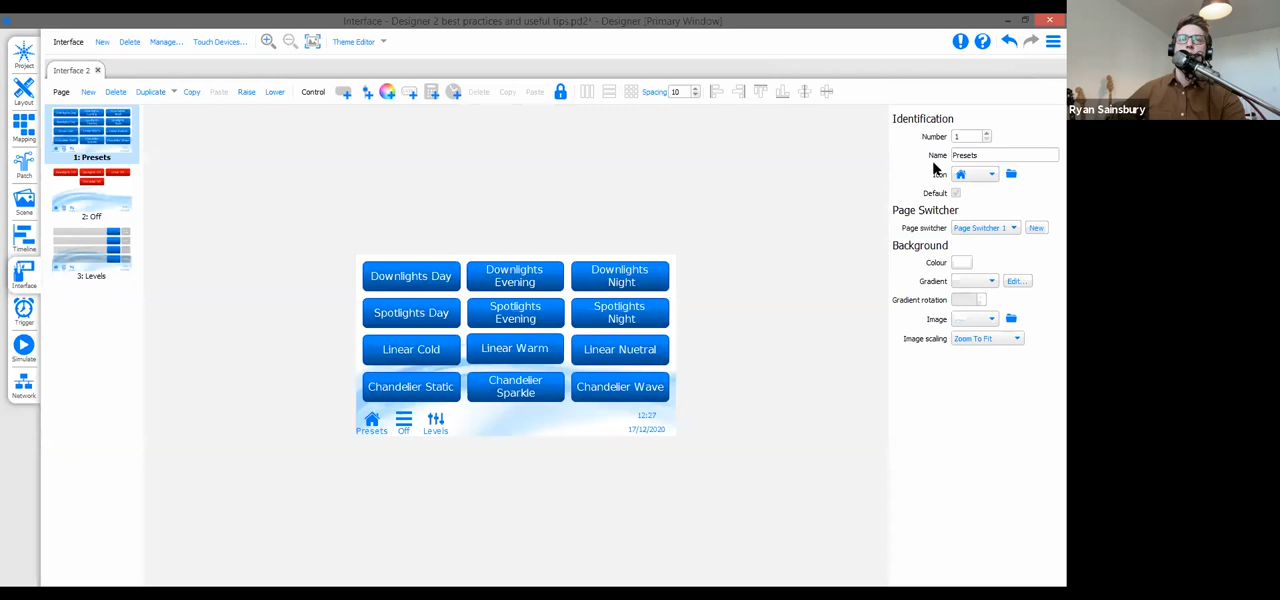 Interface - Designer 2 best practices and useful tips.pd2* - Designer [Primary Window]
Interface New Delete Manage... Touch Devices... Theme Editor
Interface 2
Page New Delete Duplicate Copy Paste Raise Lower Control Delete Copy Paste Spacing 10
Project
Layout
Mapping
Patch
Scene
Timeline
Interface
Trigger
Simulate
Network
1: Presets
2: Off
3: Levels
Downlights Day
Downlights
Evening
Downlights
Night
Spotlights Day
Spotlights
Evening
Spotlights
Night
Linear Cold
Linear Warm
Linear Nuetral
Chandelier Static
Chandelier
Sparkle
Chandelier Wave
Presets Off Levels
12:27
17/12/2020
Identification
Number 1
Name Presets
Icon
Default
Page Switcher
Page switcher Page Switcher 1 New
Background
Colour
Gradient Edit...
Gradient rotation
Image
Image scaling Zoom To Fit
Ryan Sainsbury